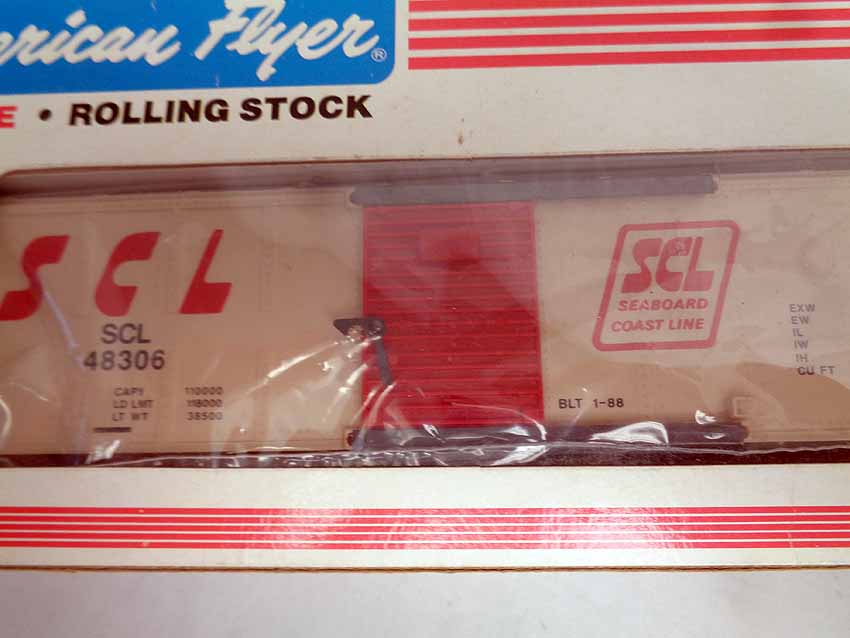 erican Flyer®
E • ROLLING STOCK
SCL
SCL
48306
CAPY 110000
LD LMT 118000
LT WT 38500
SCL
SEABOARD
COAST LINE
BLT 1-88
EXW
EW
IL
IW
IH
CU FT